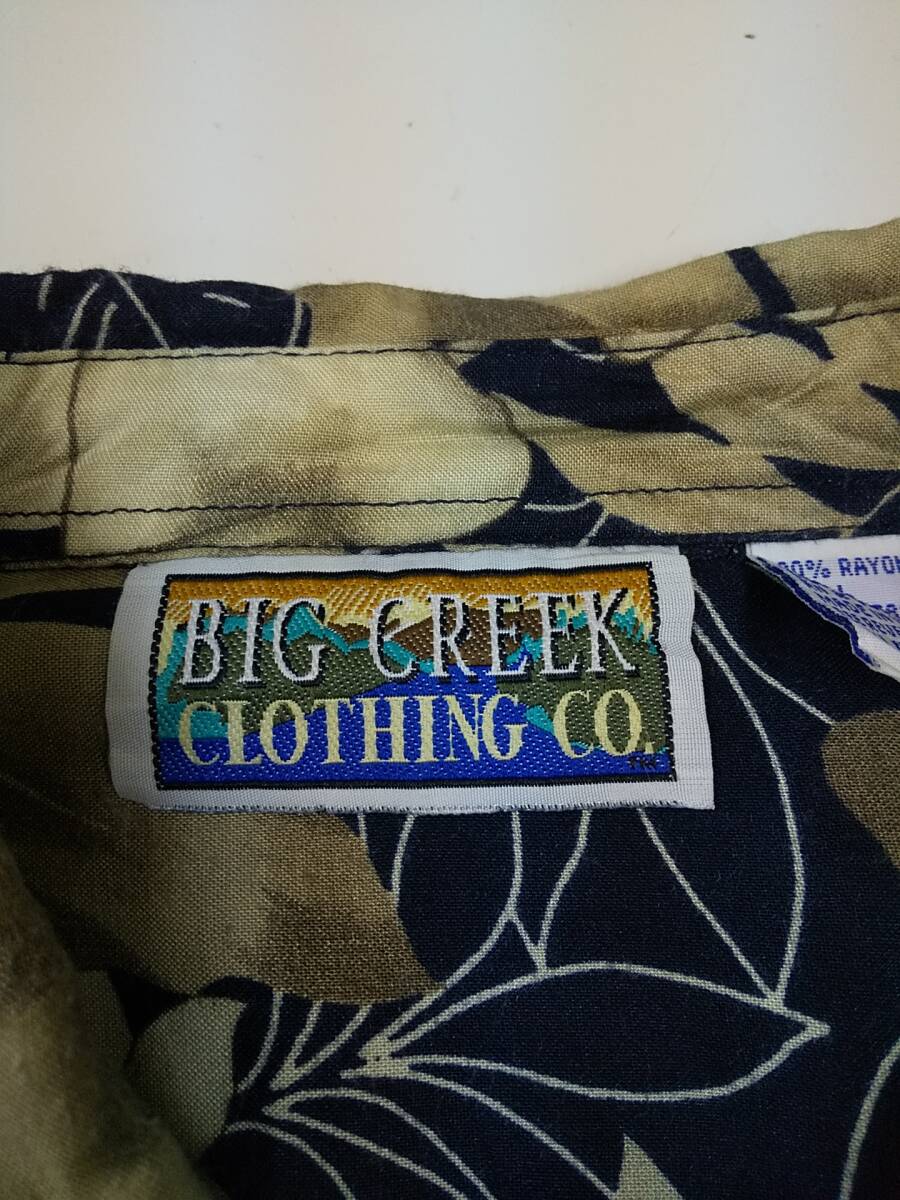 BIG CREEK
CLOTHING CO.
00% RAYON